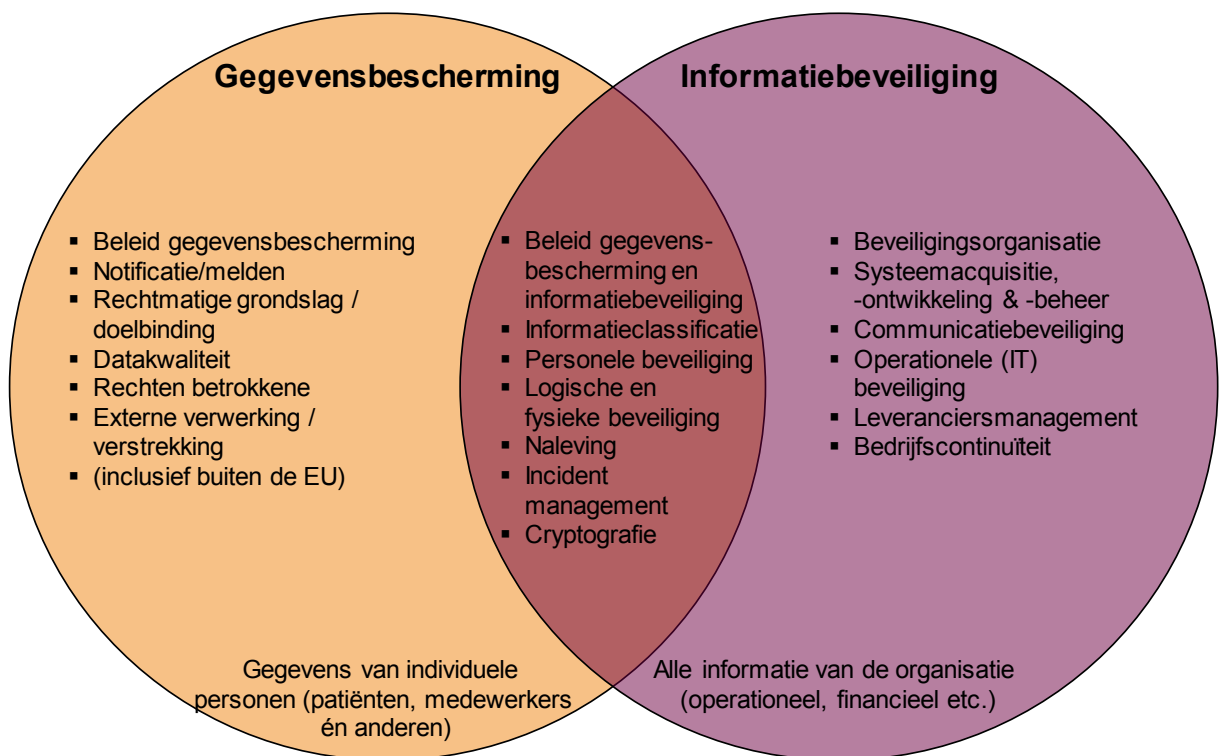 Gegevensbescherming
Informatiebeveiliging
▪ Beleid gegevensbescherming
▪ Notificatie/melden
▪ Rechtmatige grondslag /
doelbinding
▪ Datakwaliteit
▪ Rechten betrokkene
▪ Externe verwerking /
verstrekking
▪ (inclusief buiten de EU)
▪ Beleid gegevens-
bescherming en
informatiebeveiliging
▪ Informatieclassificatie
▪ Personele beveiliging
▪ Logische en
fysieke beveiliging
▪ Naleving
▪ Incident
management
▪ Cryptografie
▪ Beveiligingsorganisatie
▪ Systeemacquisitie,
-ontwikkeling & -beheer
▪ Communicatiebeveiliging
▪ Operationele (IT)
beveiliging
▪ Leveranciersmanagement
▪ Bedrijfscontinuïteit
Gegevens van individuele
personen (patiënten, medewerkers
én anderen)
Alle informatie van de organisatie
(operationeel, financieel etc.)